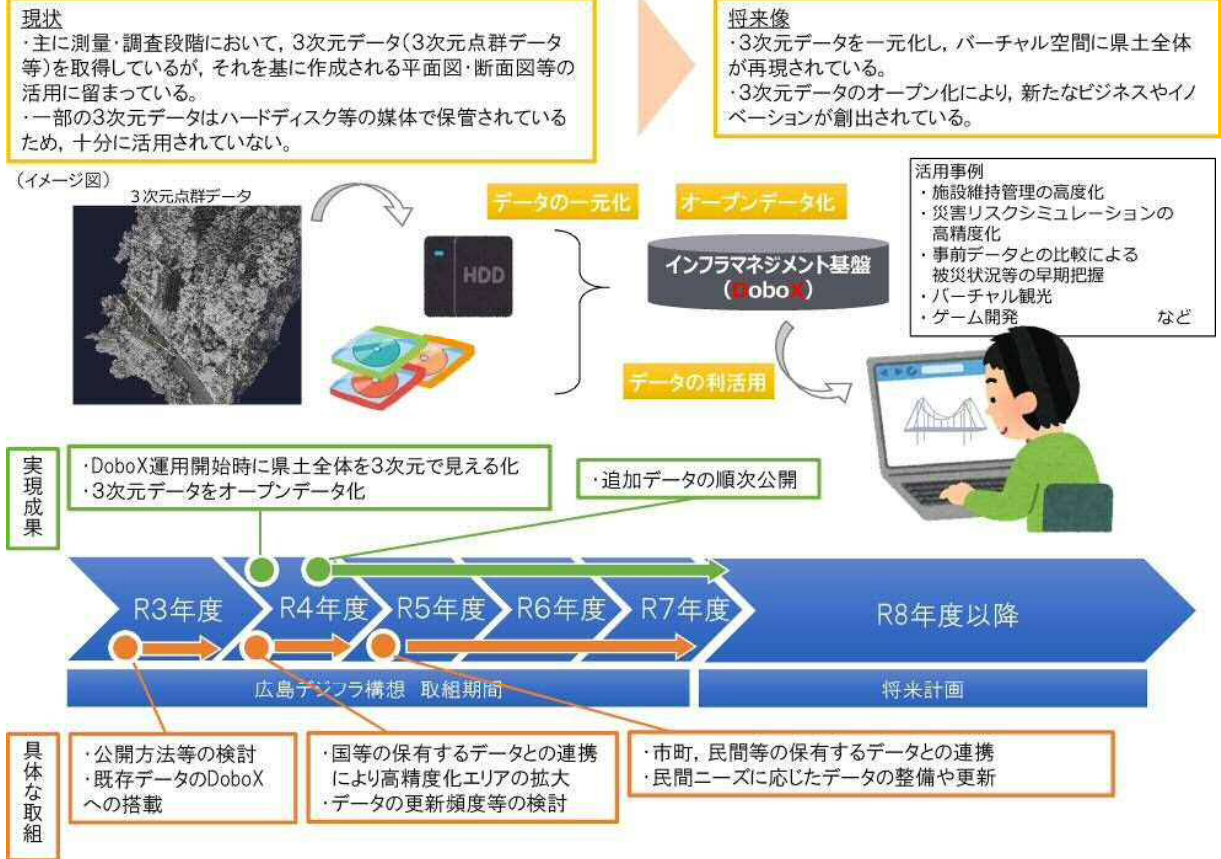 現状
・主に測量・調査段階において，3次元データ（3次元点群データ
等）を取得しているが，それを基に作成される平面図・断面図等の
活用に留まっている。
・一部の3次元データはハードディスク等の媒体で保管されている
ため，十分に活用されていない。
将来像
・3次元データを一元化し，バーチャル空間に県土全体
が再現されている。
・3次元データのオープン化により，新たなビジネスやイノ
ベーションが創出されている。
（イメージ図）
3次元点群データ
HDD
データの一元化
オープンデータ化
インフラマネジメント基盤
（DoboX）
データの利活用
活用事例
・施設維持管理の高度化
・災害リスクシミュレーションの
高精度化
・事前データとの比較による
被災状況等の早期把握
・バーチャル観光
・ゲーム開発　など
実現成果
・DoboX運用開始時に県土全体を3次元で見える化
・3次元データをオープンデータ化
・追加データの順次公開
R3年度
R4年度
R5年度
R6年度
R7年度
R8年度以降
広島デジフラ構想　取組期間
将来計画
具体な取組
・公開方法等の検討
・既存データのDoboX
への搭載
・国等の保有するデータとの連携
により高精度化エリアの拡大
・データの更新頻度等の検討
・市町，民間等の保有するデータとの連携
・民間ニーズに応じたデータの整備や更新